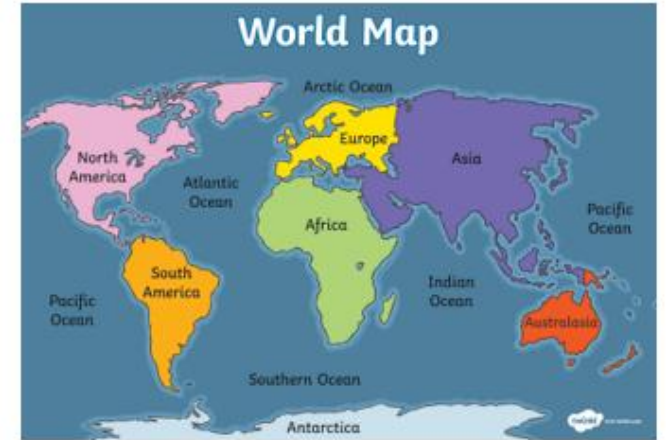 World Map
Arctic Ocean
Europe
North
America
Asia
Atlantic
Ocean
Pacific
Ocean
Africa
South
America
Indian
Ocean
Pacific
Ocean
Australasia
Southern Ocean
Antarctica
twinkl